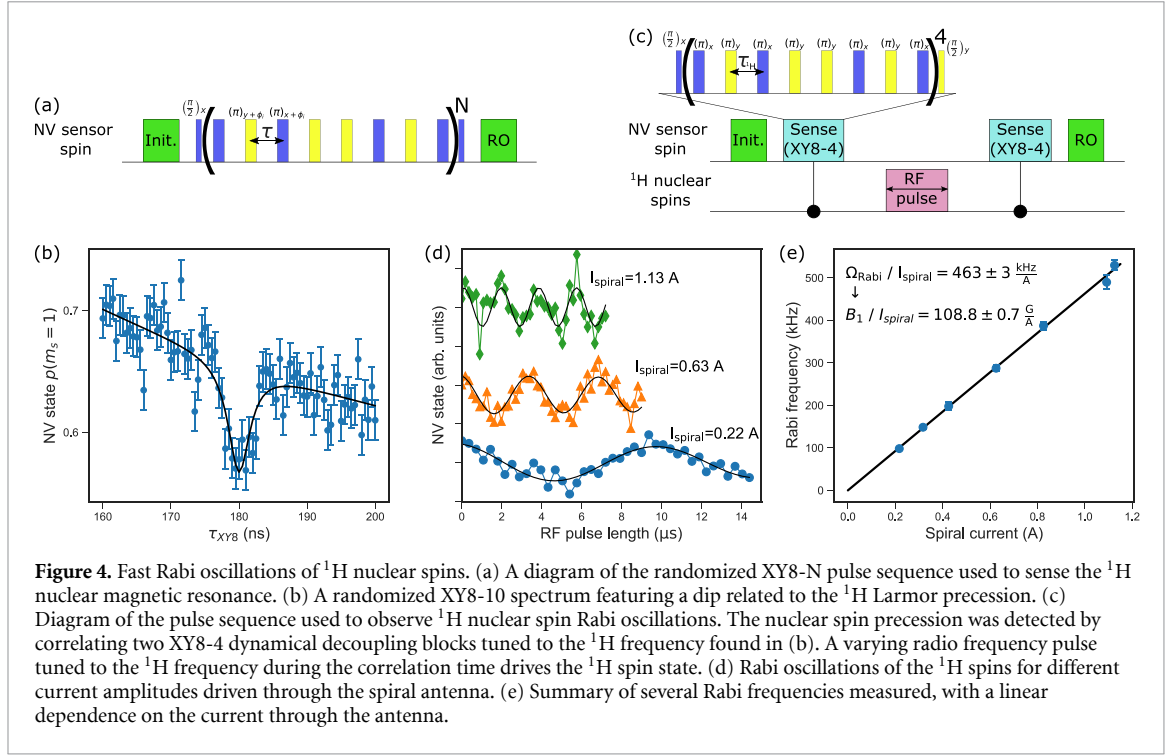 (c)
(π/2)x (π)x (π)y (π)x (π)y (π)y (π)x (π)y (π)x 4 (π/2)y
τ1H
(a)
NV sensor
spin
Init.
(π/2)x (π)y+ϕi (π)x+ϕi N
τ
RO
NV sensor
spin
Init.
Sense
(XY8-4)
Sense
(XY8-4)
RO
¹H nuclear
spins
RF
pulse
(b)
NV state p(ms = 1)
0.7
0.6
160 170 180 190 200
τXY8 (ns)
(d)
NV state (arb. units)
Ispiral=1.13 A
Ispiral=0.63 A
Ispiral=0.22 A
0 2 4 6 8 10 12 14
RF pulse length (μs)
(e)
Rabi frequency (kHz)
500
400
300
200
100
0
ΩRabi / Ispiral = 463 ± 3 kHz/A
↓
B1 / Ispiral = 108.8 ± 0.7 G/A
0.0 0.2 0.4 0.6 0.8 1.0 1.2
Spiral current (A)
Figure 4. Fast Rabi oscillations of ¹H nuclear spins. (a) A diagram of the randomized XY8-N pulse sequence used to sense the ¹H
nuclear magnetic resonance. (b) A randomized XY8-10 spectrum featuring a dip related to the ¹H Larmor precession. (c)
Diagram of the pulse sequence used to observe ¹H nuclear spin Rabi oscillations. The nuclear spin precession was detected by
correlating two XY8-4 dynamical decoupling blocks tuned to the ¹H frequency found in (b). A varying radio frequency pulse
tuned to the ¹H frequency during the correlation time drives the ¹H spin state. (d) Rabi oscillations of the ¹H spins for different
current amplitudes driven through the spiral antenna. (e) Summary of several Rabi frequencies measured, with a linear
dependence on the current through the antenna.